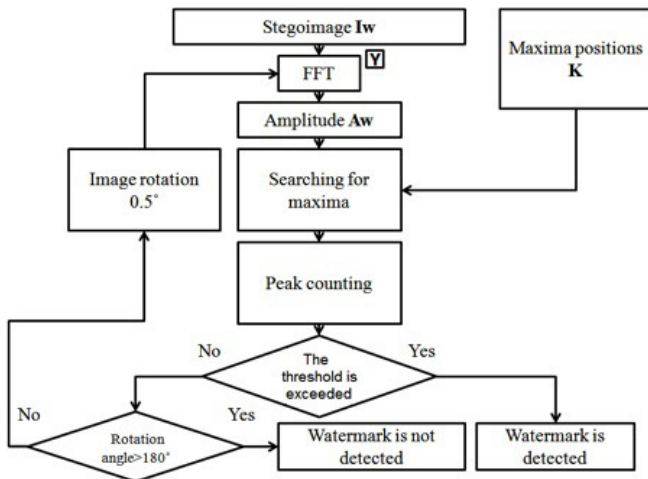 Stegoimage Iw
Y
FFT
Maxima positions
K
Amplitude Aw
Image rotation
0.5°
Searching for
maxima
Peak counting
No
The
threshold is
exceeded
Yes
No
Rotation
angle>180°
Yes
Watermark is not
detected
Watermark is
detected